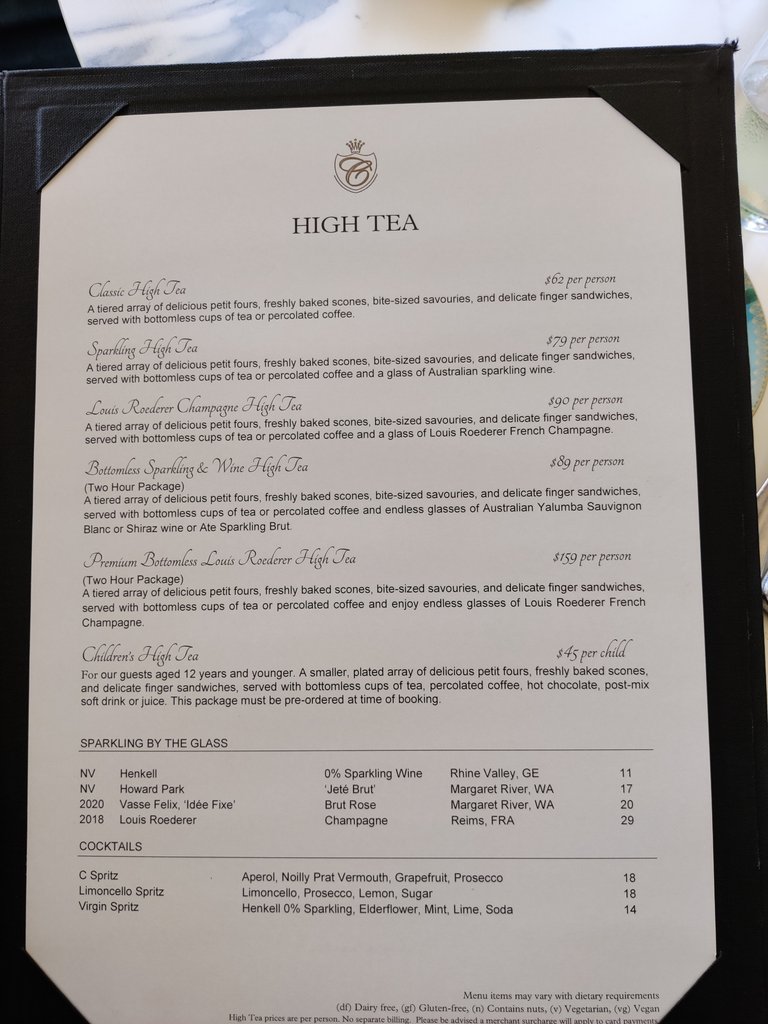 C
HIGH TEA
Classic High Tea $62 per person
A tiered array of delicious petit fours, freshly baked scones, bite-sized savouries, and delicate finger sandwiches,
served with bottomless cups of tea or percolated coffee.
Sparkling High Tea $79 per person
A tiered array of delicious petit fours, freshly baked scones, bite-sized savouries, and delicate finger sandwiches,
served with bottomless cups of tea or percolated coffee and a glass of Australian sparkling wine.
Louis Roederer Champagne High Tea $90 per person
A tiered array of delicious petit fours, freshly baked scones, bite-sized savouries, and delicate finger sandwiches,
served with bottomless cups of tea or percolated coffee and a glass of Louis Roederer French Champagne.
Bottomless Sparkling & Wine High Tea $89 per person
(Two Hour Package)
A tiered array of delicious petit fours, freshly baked scones, bite-sized savouries, and delicate finger sandwiches,
served with bottomless cups of tea or percolated coffee and endless glasses of Australian Yalumba Sauvignon
Blanc or Shiraz wine or Ate Sparkling Brut.
Premium Bottomless Louis Roederer High Tea $159 per person
(Two Hour Package)
A tiered array of delicious petit fours, freshly baked scones, bite-sized savouries, and delicate finger sandwiches,
served with bottomless cups of tea or percolated coffee and enjoy endless glasses of Louis Roederer French
Champagne.
Children's High Tea $45 per child
For our guests aged 12 years and younger. A smaller, plated array of delicious petit fours, freshly baked scones,
and delicate finger sandwiches, served with bottomless cups of tea, percolated coffee, hot chocolate, post-mix
soft drink or juice. This package must be pre-ordered at time of booking.
SPARKLING BY THE GLASS
NV Henkell 0% Sparkling Wine Rhine Valley, GE 11
NV Howard Park 'Jeté Brut' Margaret River, WA 17
2020 Vasse Felix, 'Idée Fixe' Brut Rose Margaret River, WA 20
2018 Louis Roederer Champagne Reims, FRA 29
COCKTAILS
C Spritz Aperol, Noilly Prat Vermouth, Grapefruit, Prosecco 18
Limoncello Spritz Limoncello, Prosecco, Lemon, Sugar 18
Virgin Spritz Henkell 0% Sparkling, Elderflower, Mint, Lime, Soda 14
Menu items may vary with dietary requirements
(df) Dairy free, (gf) Gluten-free, (n) Contains nuts, (v) Vegetarian, (vg) Vegan
High Tea prices are per person. No separate billing. Please be advised a merchant surcharge will apply to card payments